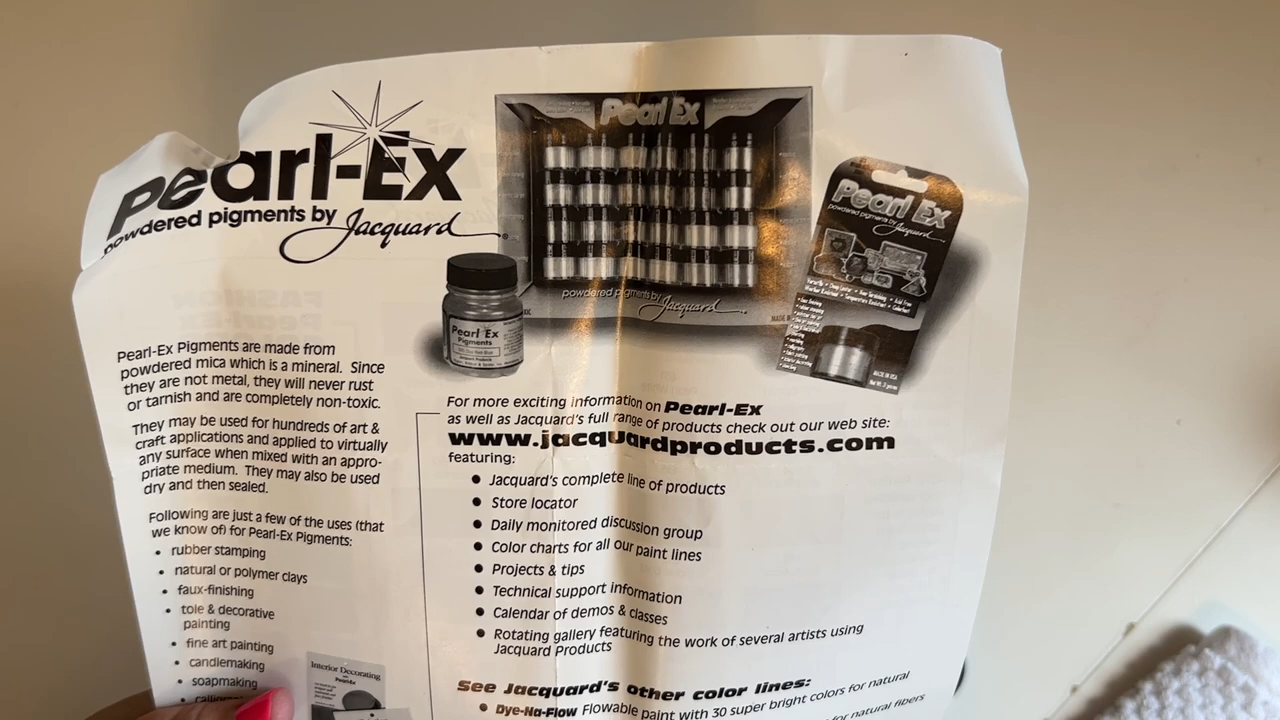 Pearl-Ex
powdered pigments by Jacquard
Pearl Ex
powdered pigments by Jacquard
Pearl Ex
powdered pigments by
Jacquard
MADE IN USA
Pearl Ex
Pigments
Pearl-Ex Pigments are made from
powdered mica which is a mineral. Since
they are not metal, they will never rust
or tarnish and are completely non-toxic.
They may be used for hundreds of art &
craft applications and applied to virtually
any surface when mixed with an appro-
priate medium. They may also be used
dry and then sealed.
Following are just a few of the uses (that
we know of) for Pearl-Ex Pigments:
• rubber stamping
• natural or polymer clays
• faux-finishing
• tole & decorative
painting
• fine art painting
• candlemaking
• soapmaking
Interior Decorating
For more exciting information on Pearl-Ex
as well as Jacquard's full range of products check out our web site:
www.jacquardproducts.com
featuring:
● Jacquard's complete line of products
● Store locator
● Daily monitored discussion group
● Color charts for all our paint lines
● Projects & tips
● Technical support information
● Calendar of demos & classes
● Rotating gallery featuring the work of several artists using
Jacquard Products
See Jacquard's other color lines:
● Dye-Na-Flow Flowable paint with 30 super bright colors for natural
for natural fibers